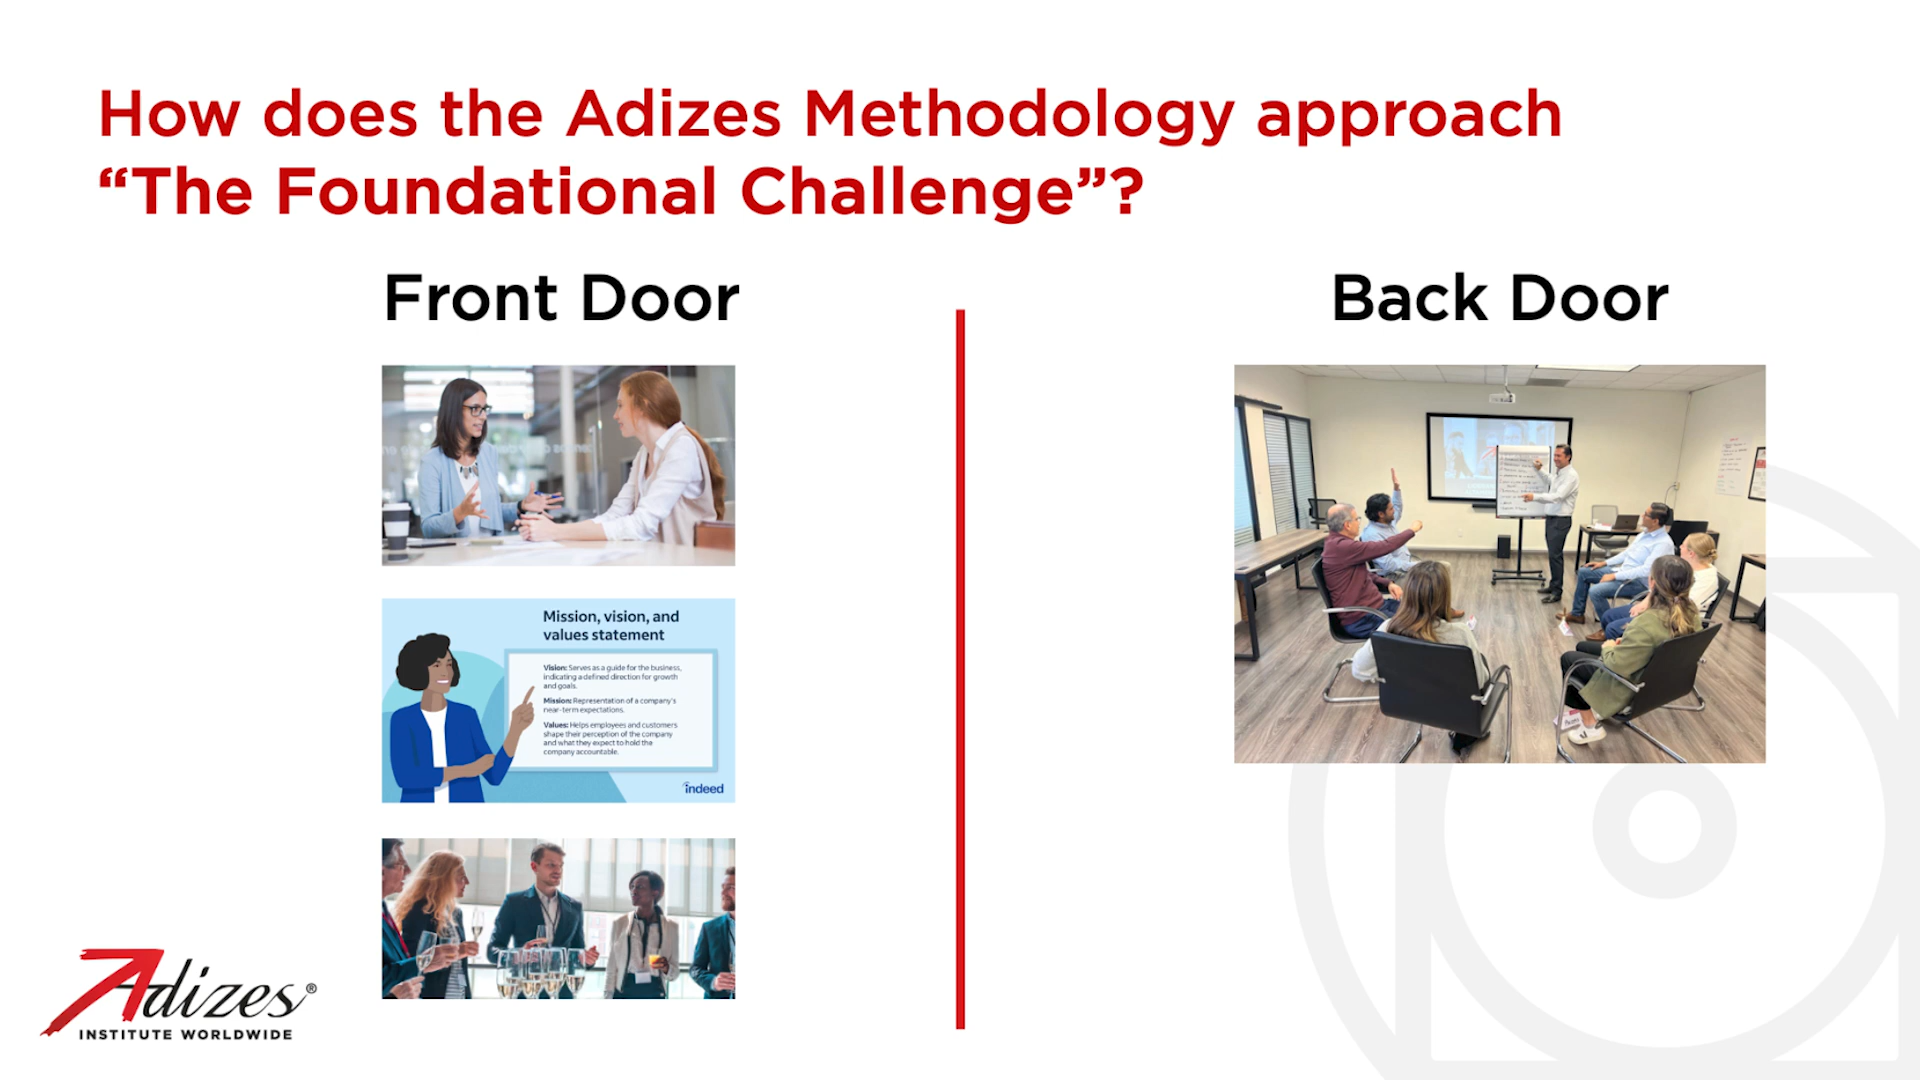 How does the Adizes Methodology approach
“The Foundational Challenge”?
Front Door
Back Door
Mission, vision, and
values statement
Vision: Serves as a guide for the business,
indicating a defined direction for growth
and goals.
Mission: Representation of a company's
near-term expectations.
Values: Helps employees and customers
shape their perception of the company
and what they expect to hold the
company accountable.
indeed
Adizes®
INSTITUTE WORLDWIDE